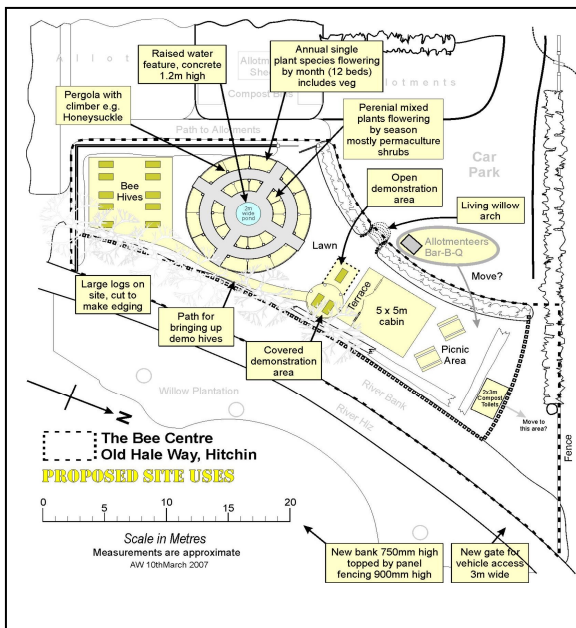 Allotments
Allotments
Allotment
Shed
Compost Bins
Raised water
feature, concrete
1.2m high
Annual single
plant species flowering
by month (12 beds)
includes veg
Pergola with
climber e.g.
Honeysuckle
Perenial mixed
plants flowering
by season
mostly permaculture
shrubs
Path to Allotments
Car
Park
Bee
Hives
Open
demonstration
area
Living willow
arch
2m
wide
pond
Lawn
Allotmenteers
Bar-B-Q
Move?
Large logs on
site, cut to
make edging
Path for
bringing up
demo hives
Covered
demonstration
area
Terrace
5 x 5m
cabin
Picnic
Area
2x3m
Compost
Toilets
Move to
this area?
Willow Plantation
River Bank
River Hiz
Fence
N
The Bee Centre
Old Hale Way, Hitchin
PROPOSED SITE USES
0 5 10 15 20
Scale in Metres
Measurements are approximate
AW 10thMarch 2007
New bank 750mm high
topped by panel
fencing 900mm high
New gate for
vehicle access
3m wide